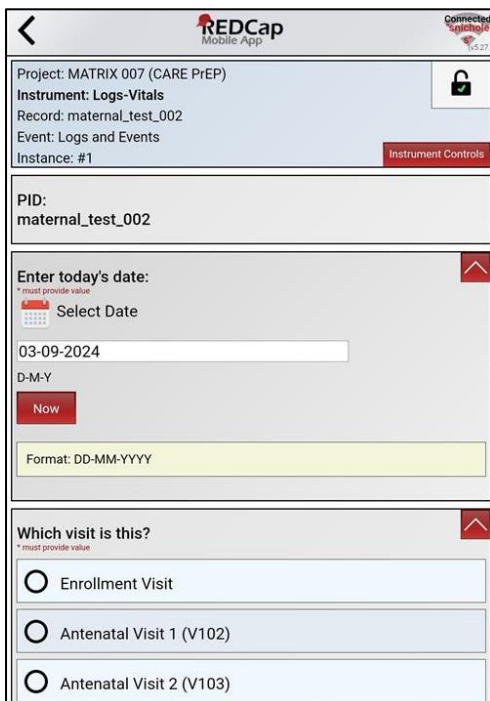 REDCap
Mobile App
Connected
snichole
s
v5.27.
Project: MATRIX 007 (CARE PrEP)
Instrument: Logs-Vitals
Record: maternal_test_002
Event: Logs and Events
Instance: #1
Instrument Controls
PID:
maternal_test_002
Enter today's date:
* must provide value
Select Date
03-09-2024
D-M-Y
Now
Format: DD-MM-YYYY
Which visit is this?
* must provide value
Enrollment Visit
Antenatal Visit 1 (V102)
Antenatal Visit 2 (V103)